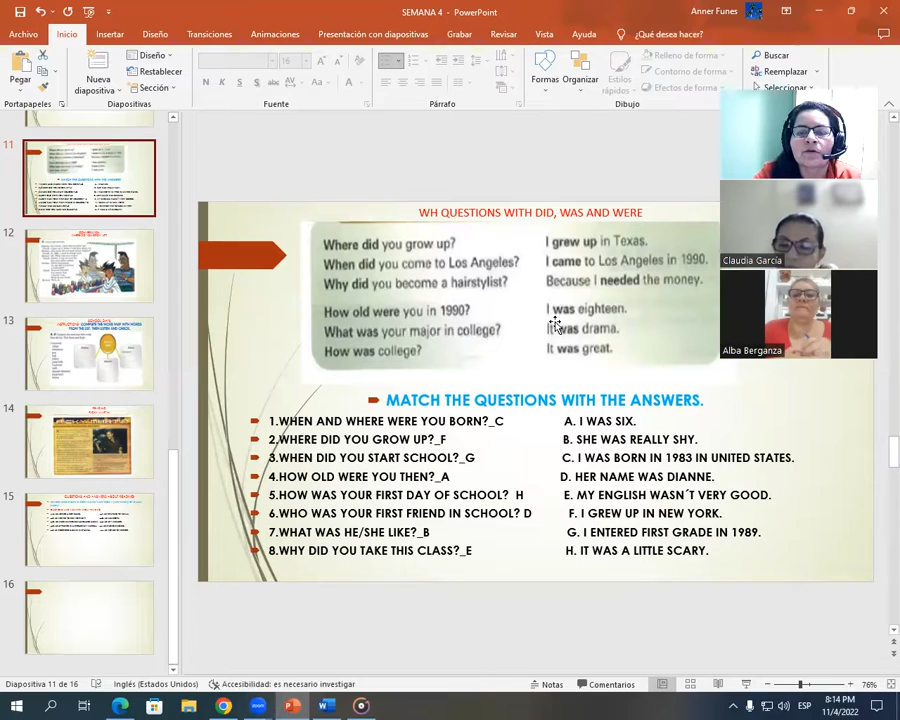 SEMANA 4 - PowerPoint
Anner Funes
Archivo Inicio Insertar Diseño Transiciones Animaciones Presentación con diapositivas Grabar Revisar Vista Ayuda ¿Qué desea hacer?
Pegar
Nueva diapositiva
Diseño
Restablecer
Sección
16
N K S
Formas
Organizar
Estilos rápidos
Relleno de forma
Contorno de forma
Efectos de forma
Buscar
Reemplazar
Seleccionar
Portapapeles Diapositivas Fuente Párrafo Dibujo
11
12
13
14
15
16
WH QUESTIONS WITH DID, WAS AND WERE
Where did you grow up? I grew up in Texas.
When did you come to Los Angeles? I came to Los Angeles in 1990.
Why did you become a hairstylist? Because I needed the money.
How old were you in 1990? I was eighteen.
What was your major in college? It was drama.
How was college? It was great.
MATCH THE QUESTIONS WITH THE ANSWERS.
1.WHEN AND WHERE WERE YOU BORN?_C A. I WAS SIX.
2.WHERE DID YOU GROW UP?_F B. SHE WAS REALLY SHY.
3.WHEN DID YOU START SCHOOL?_G C. I WAS BORN IN 1983 IN UNITED STATES.
4.HOW OLD WERE YOU THEN?_A D. HER NAME WAS DIANNE.
5.HOW WAS YOUR FIRST DAY OF SCHOOL? H E. MY ENGLISH WASN´T VERY GOOD.
6.WHO WAS YOUR FIRST FRIEND IN SCHOOL? D F. I GREW UP IN NEW YORK.
7.WHAT WAS HE/SHE LIKE?_B G. I ENTERED FIRST GRADE IN 1989.
8.WHY DID YOU TAKE THIS CLASS?_E H. IT WAS A LITTLE SCARY.
Claudia García
Alba Berganza
Diapositiva 11 de 16 Inglés (Estados Unidos) Accesibilidad: es necesario investigar Notas Comentarios 76%
ESP
8:14 PM
11/4/2022